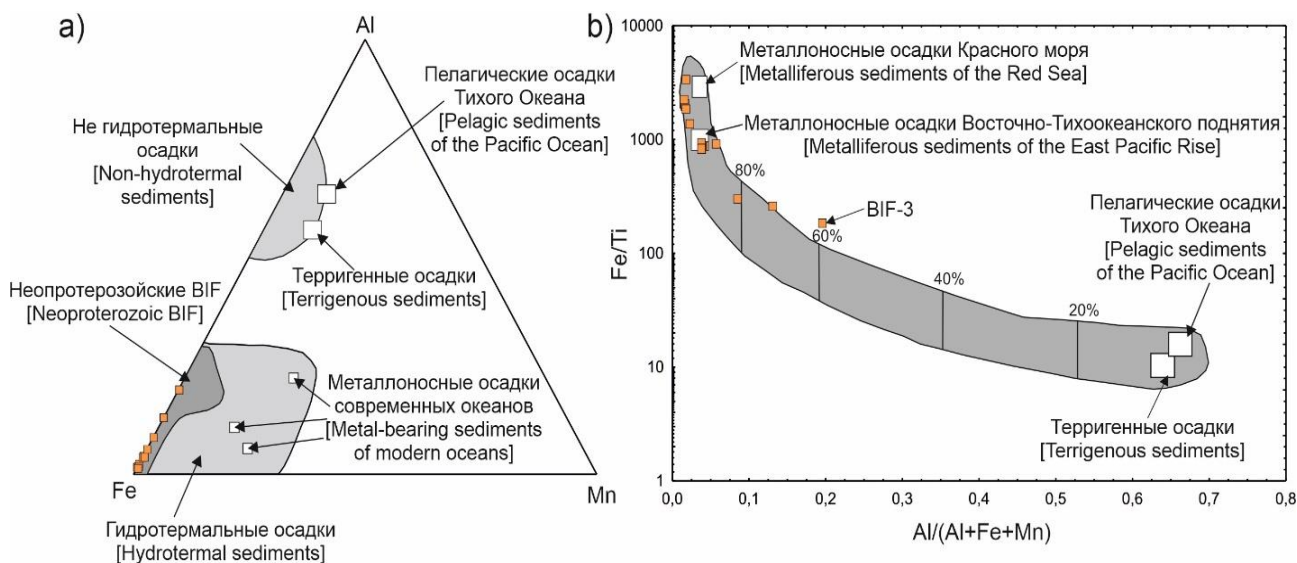 a)
Al
Пелагические осадки
Тихого Океана
[Pelagic sediments
of the Pacific Ocean]
Не гидротермальные
осадки
[Non-hydrotermal
sediments]
Терригенные осадки
[Terrigenous sediments]
Неопротерозойские BIF
[Neoproterozoic BIF]
Металлоносные осадки
современных океанов
[Metal-bearing sediments
of modern oceans]
Fe
Mn
Гидротермальные осадки
[Hydrotermal sediments]
b)
10000
1000
100
10
1
Fe/Ti
Металлоносные осадки Красного моря
[Metalliferous sediments of the Red Sea]
Металлоносные осадки Восточно-Тихоокеанского поднятия
[Metalliferous sediments of the East Pacific Rise]
80%
BIF-3
60%
40%
20%
Пелагические осадки
Тихого Океана
[Pelagic sediments
of the Pacific Ocean]
Терригенные осадки
[Terrigenous sediments]
0,0 0,1 0,2 0,3 0,4 0,5 0,6 0,7 0,8
Al/(Al+Fe+Mn)